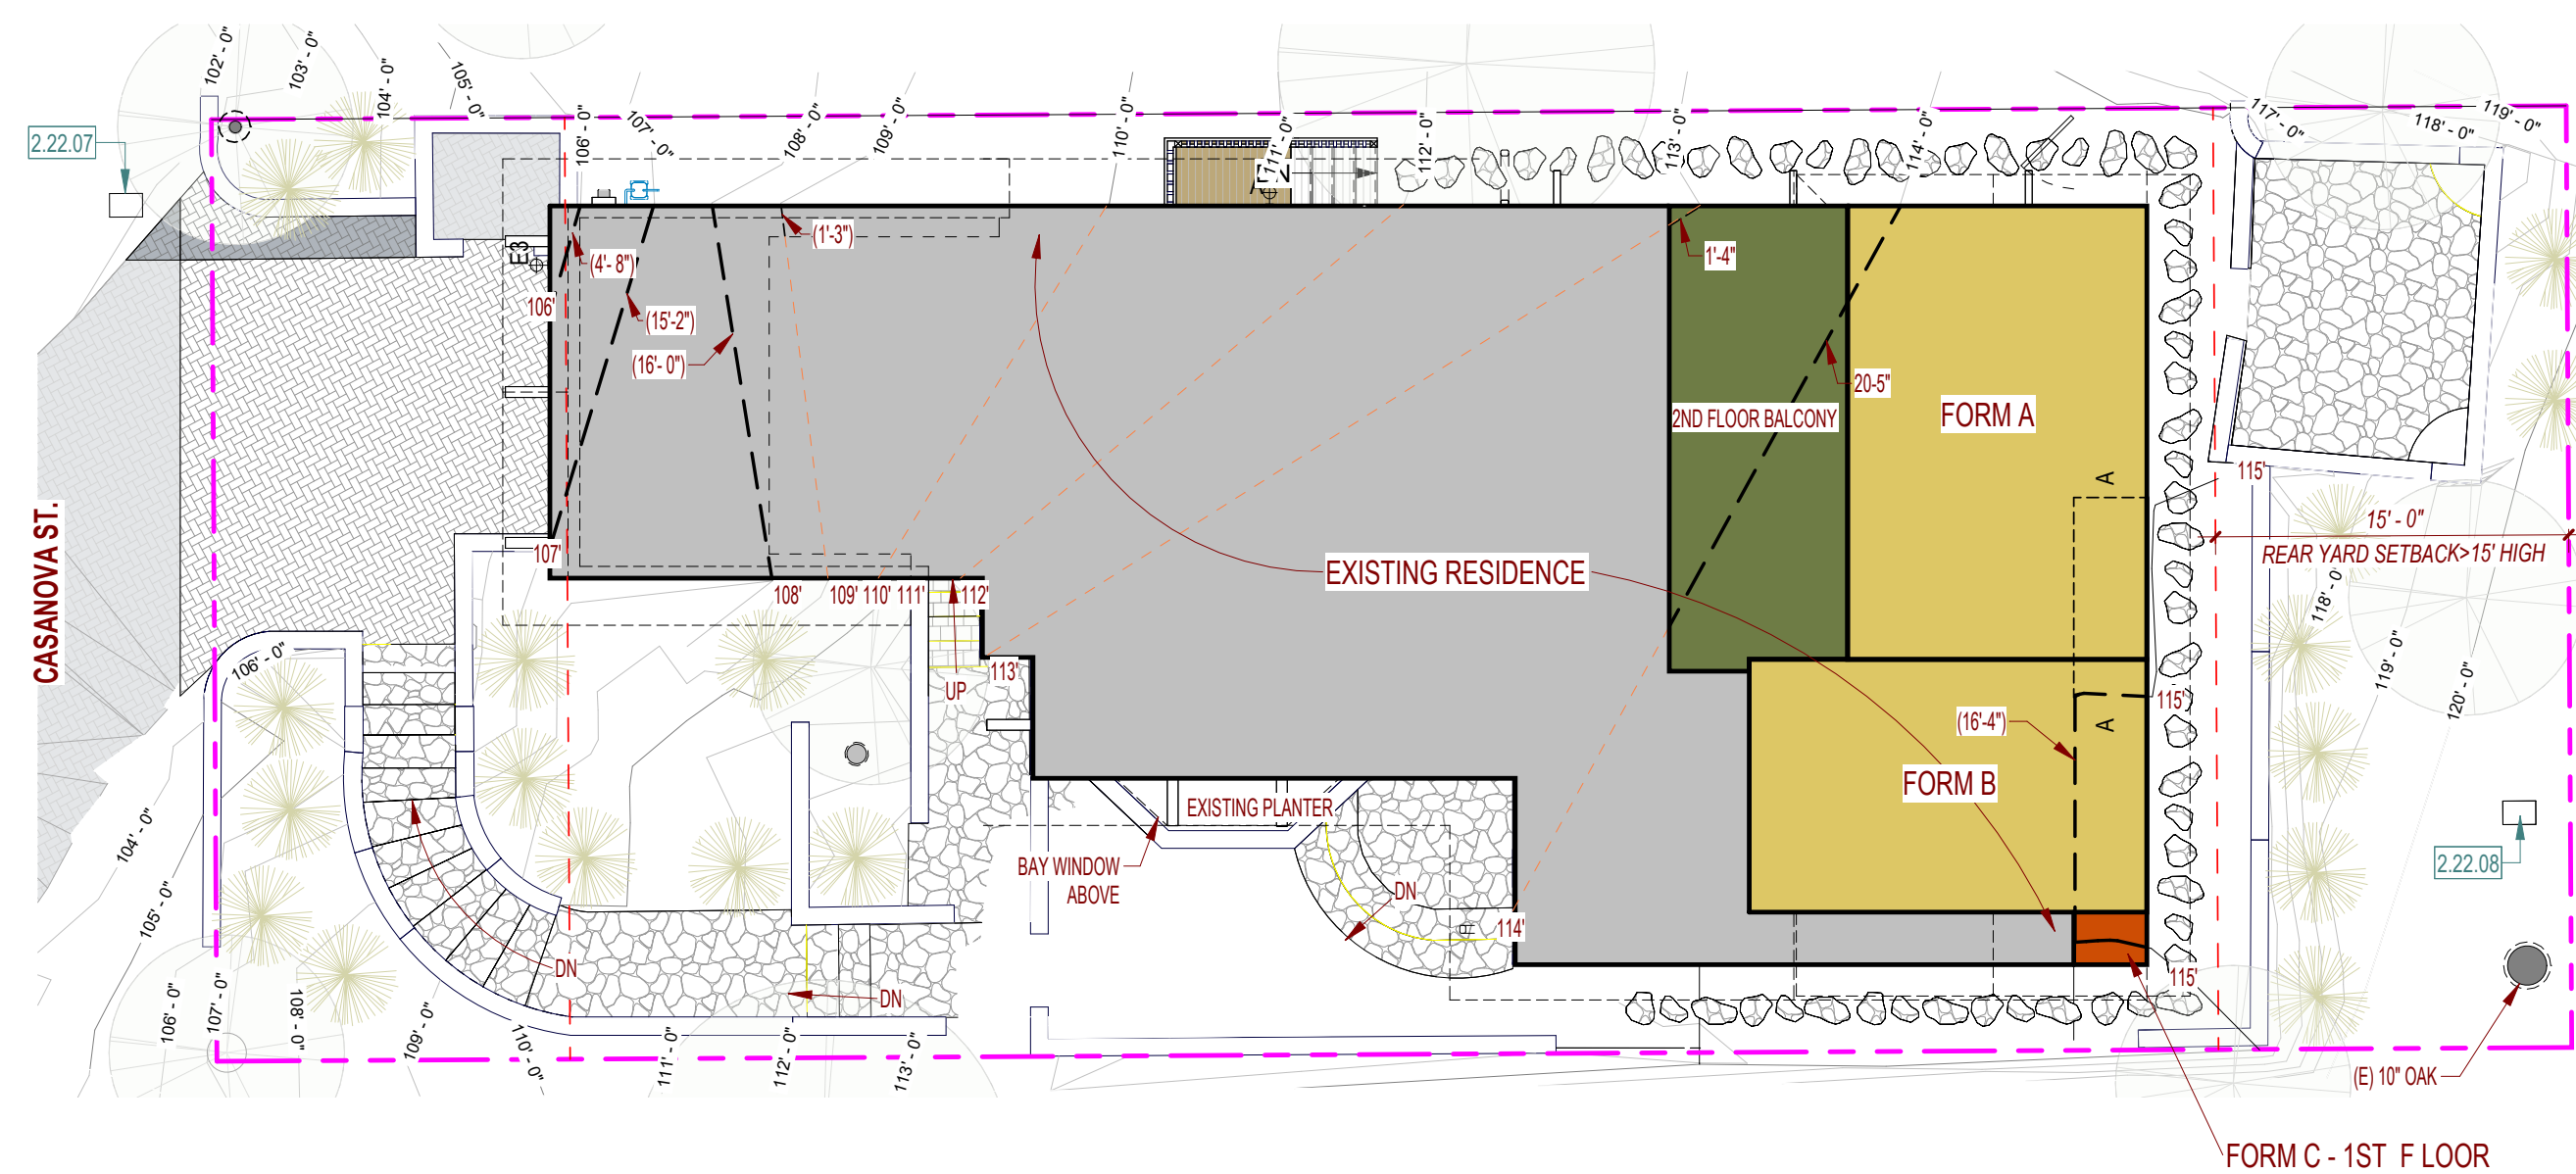 102' - 0"
103' - 0"
104' - 0"
105' - 0"
106' - 0"
107' - 0"
108' - 0"
109' - 0"
110' - 0"
111' - 0"
112' - 0"
113' - 0"
114' - 0"
117' - 0"
118' - 0"
119' - 0"
2.22.07
E3
(4'- 8")
(1'-3")
1'-4"
106'
(15'-2")
(16'- 0")
20-5"
2ND FLOOR BALCONY
FORM A
A
115'
15' - 0"
REAR YARD SETBACK>15' HIGH
CASANOVA ST.
107'
EXISTING RESIDENCE
108'
109'
110'
111'
112'
118' - 0"
119' - 0"
120' - 0"
106' - 0"
UP
113'
115'
(16'-4")
A
FORM B
EXISTING PLANTER
BAY WINDOW
ABOVE
104' - 0"
105' - 0"
DN
114'
2.22.08
DN
DN
115'
106' - 0"
107' - 0"
108' - 0"
109' - 0"
110' - 0"
111' - 0"
112' - 0"
113' - 0"
(E) 10" OAK
FORM C - 1ST F LOOR